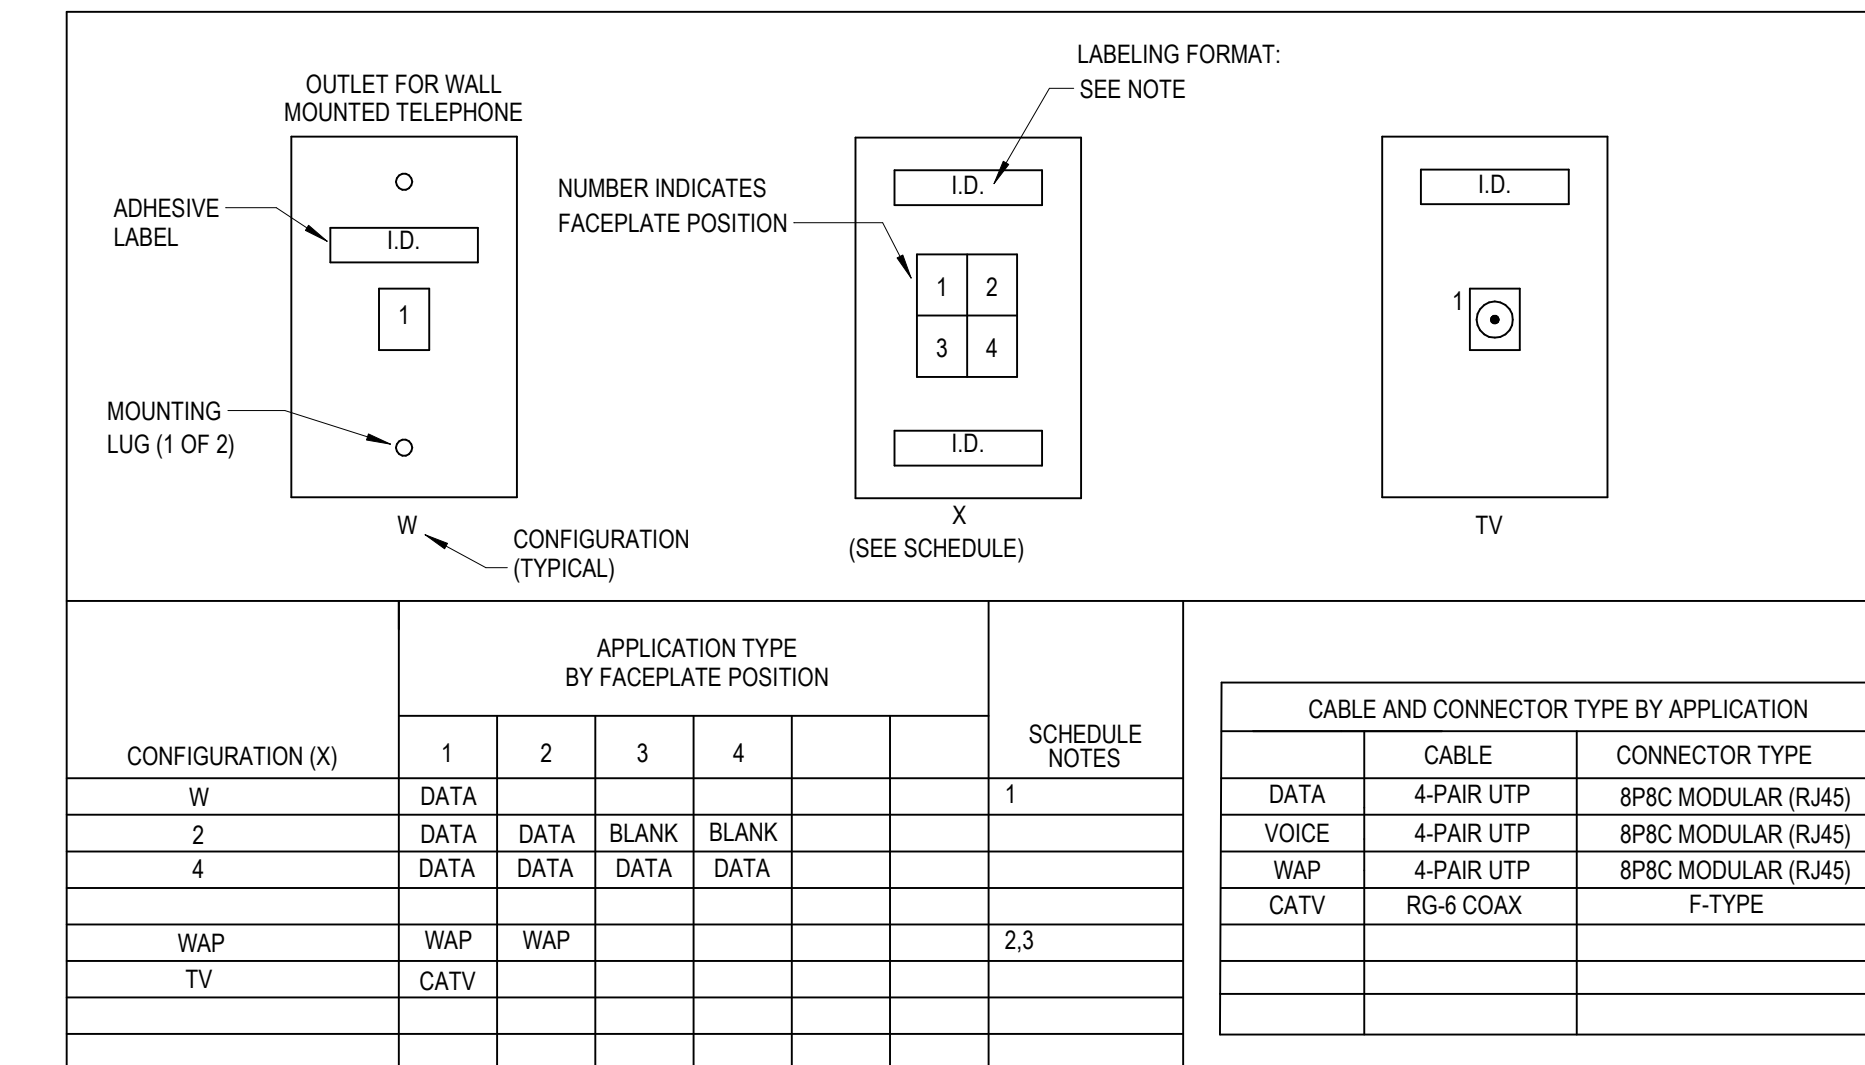 LABELING FORMAT:
SEE NOTE
OUTLET FOR WALL
MOUNTED TELEPHONE
ADHESIVE
LABEL
I.D.
1
MOUNTING
LUG (1 OF 2)
W
CONFIGURATION
(TYPICAL)
NUMBER INDICATES
FACEPLATE POSITION
I.D.
1 2
3 4
I.D.
X
(SEE SCHEDULE)
I.D.
1
TV
CONFIGURATION (X)
APPLICATION TYPE
BY FACEPLATE POSITION
SCHEDULE
NOTES
1 2 3 4
W DATA 1
2 DATA DATA BLANK BLANK
4 DATA DATA DATA DATA
WAP WAP WAP 2,3
TV CATV
CABLE AND CONNECTOR TYPE BY APPLICATION
CABLE CONNECTOR TYPE
DATA 4-PAIR UTP 8P8C MODULAR (RJ45)
VOICE 4-PAIR UTP 8P8C MODULAR (RJ45)
WAP 4-PAIR UTP 8P8C MODULAR (RJ45)
CATV RG-6 COAX F-TYPE